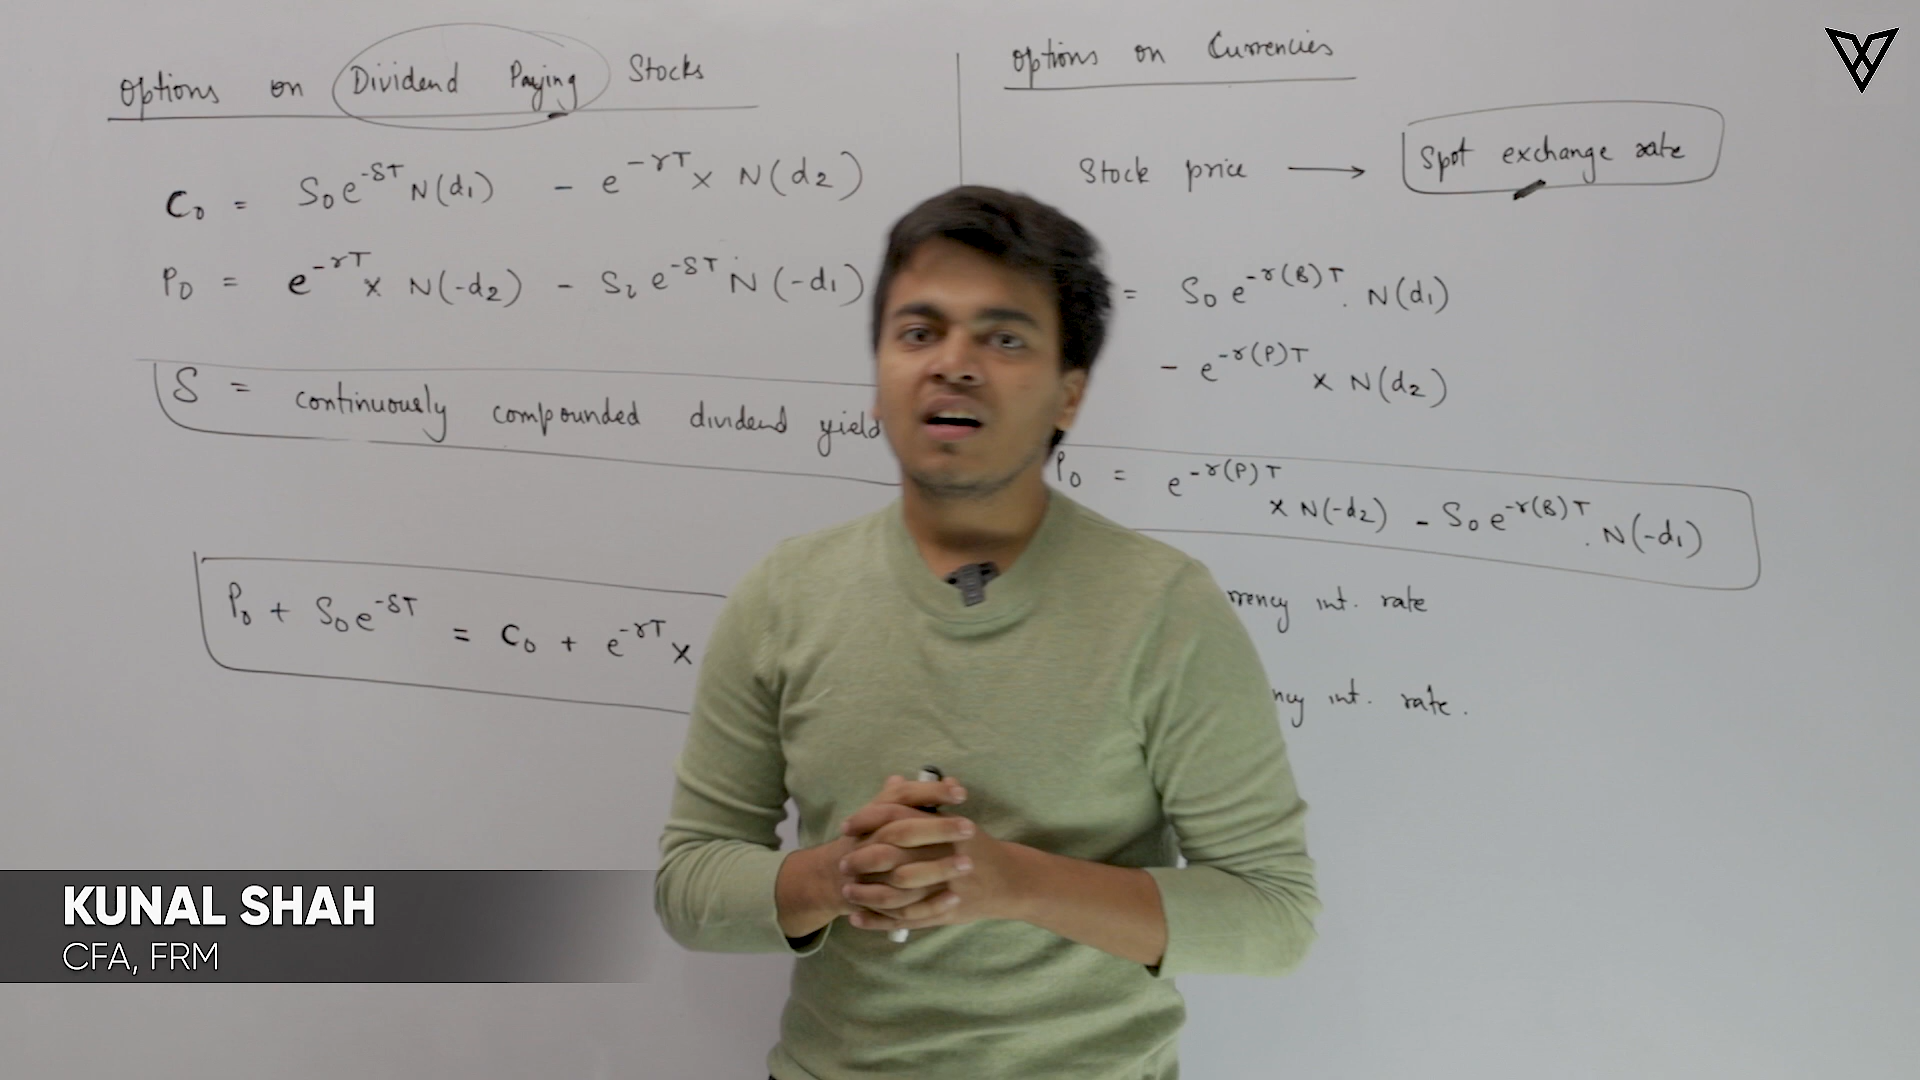 Options on Dividend Paying Stocks
C₀ = S₀e^-δT N(d₁) - e^-rT X N(d₂)
P₀ = e^-rT X N(-d₂) - S₀ e^-δT N(-d₁)
δ = continuously compounded dividend yield
P₀ + S₀e^-δT = C₀ + e^-rT X
Options on Currencies
Stock price → Spot exchange rate
= S₀ e^-r(B)T . N(d₁)
- e^-r(P)T X N(d₂)
P₀ = e^-r(P)T X N(-d₂) - S₀ e^-r(B)T . N(-d₁)
int. rate
int. rate.
KUNAL SHAH
CFA, FRM